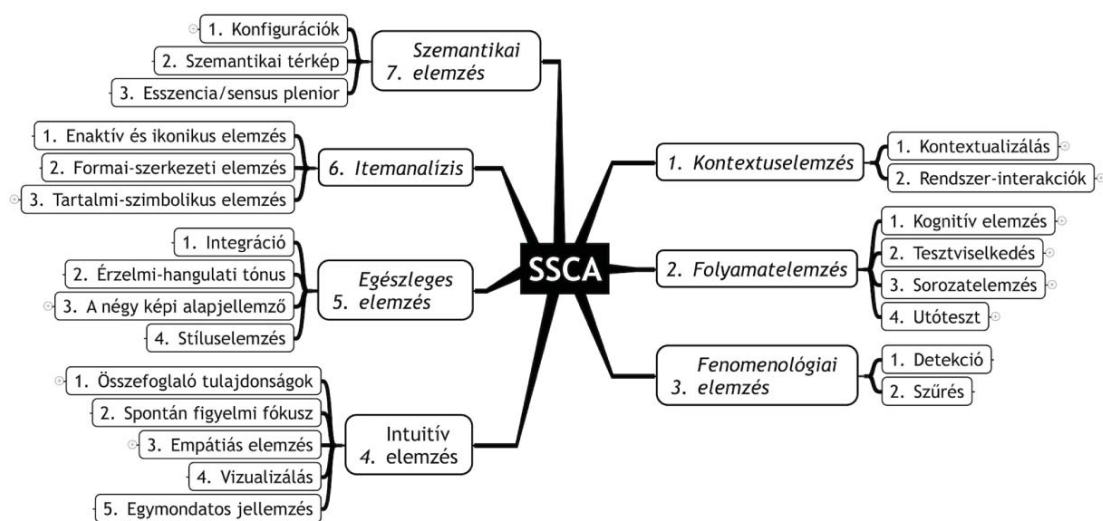 SSCA
1. Kontextuselemzés
1. Kontextualizálás
2. Rendszer-interakciók
2. Folyamatelemzés
1. Kognitív elemzés
2. Tesztviselkedés
3. Sorozatelemzés
4. Utóteszt
Fenomenológiai
3. elemzés
1. Detekció
2. Szűrés
Intuitív
4. elemzés
1. Összefoglaló tulajdonságok
2. Spontán figyelmi fókusz
3. Empátiás elemzés
4. Vizualizálás
5. Egymondatos jellemzés
Egészleges
5. elemzés
1. Integráció
2. Érzelmi-hangulati tónus
3. A négy képi alapjellemző
4. Stíluselemzés
6. Itemanalízis
1. Enaktív és ikonikus elemzés
2. Formai-szerkezeti elemzés
3. Tartalmi-szimbolikus elemzés
Szemantikai
7. elemzés
1. Konfigurációk
2. Szemantikai térkép
3. Esszencia/sensus plenior